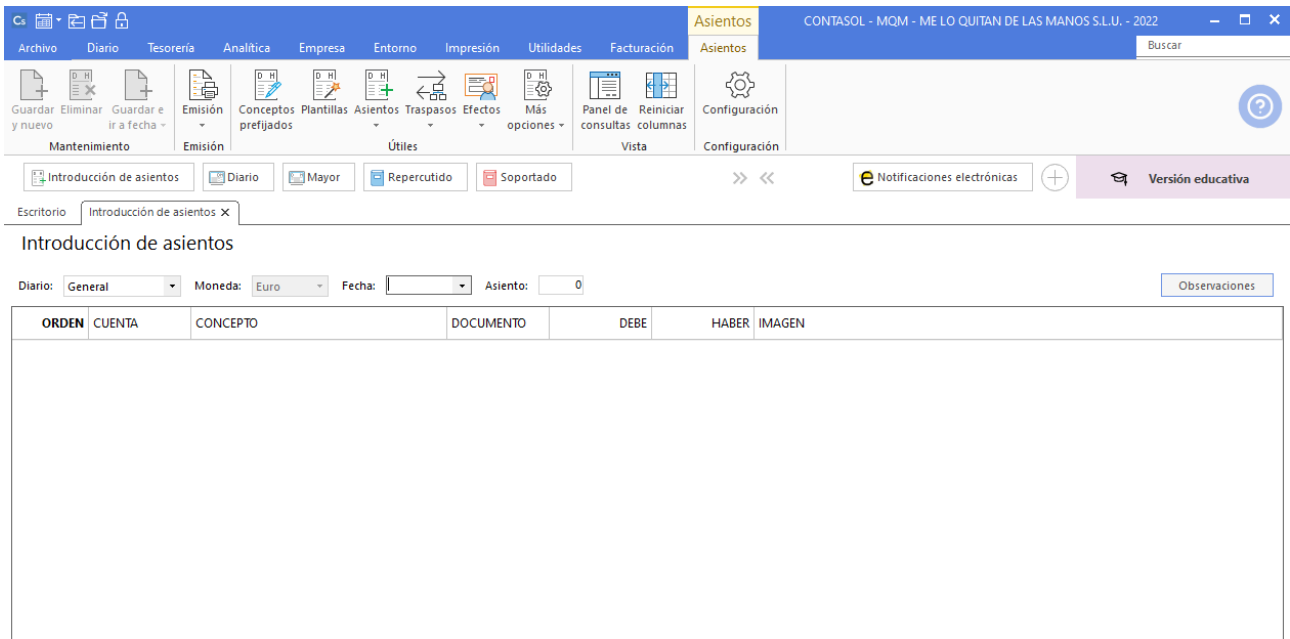 Cs
Asientos CONTASOL - MQM - ME LO QUITAN DE LAS MANOS S.L.U. - 2022
Archivo Diario Tesorería Analítica Empresa Entorno Impresión Utilidades Facturación Asientos Buscar
Guardar y nuevo
Eliminar
Guardar e ir a fecha
Emisión
Conceptos prefijados
Plantillas
Asientos
Traspasos
Efectos
Más opciones
Panel de consultas
Reiniciar columnas
Configuración
Mantenimiento Emisión Útiles Vista Configuración
Introducción de asientos Diario Mayor Repercutido Soportado e Notificaciones electrónicas Versión educativa
Escritorio Introducción de asientos X
Introducción de asientos
Diario: General Moneda: Euro Fecha: Asiento: 0 Observaciones
ORDEN CUENTA CONCEPTO DOCUMENTO DEBE HABER IMAGEN